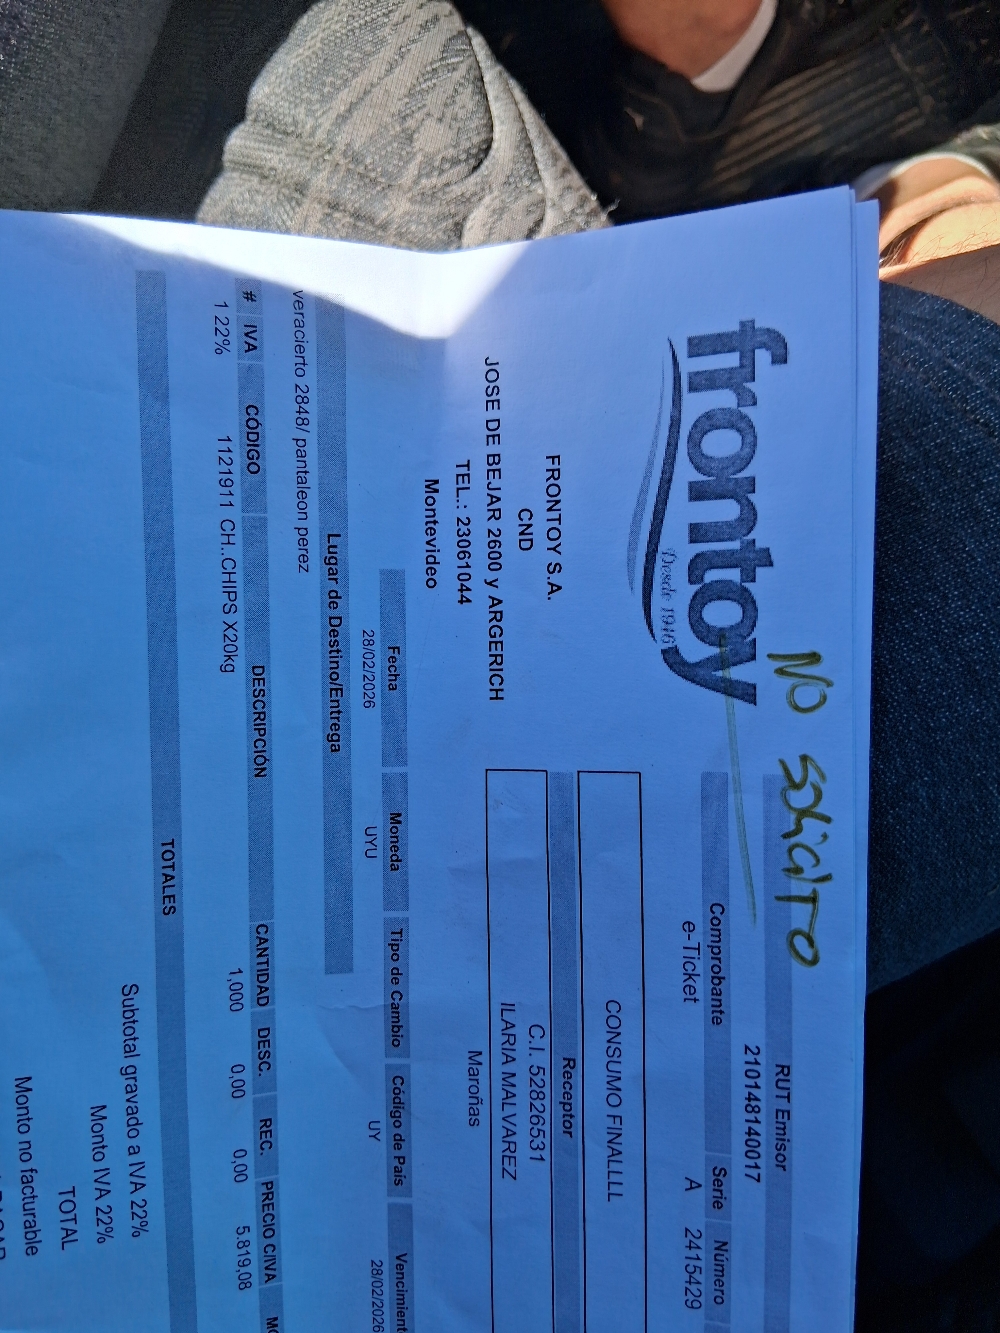 NO SOLICITO
frontoy
Desde 1946
RUT Emisor
210148140017
Comprobante Serie Número
e-Ticket A 2415429
CONSUMO FINALLLL
FRONTOY S.A.
CND
JOSE DE BEJAR 2600 y ARGERICH
TEL.: 23061044
Montevideo
Receptor
C.I. 52826531
ILARIA MALVAREZ
Maroñas
Fecha Moneda Tipo de Cambio Código de País Vencimient
28/02/2026 UYU UY 28/02/2026
Lugar de Destino/Entrega
veracierto 2848/ pantaleon perez
# IVA CÓDIGO DESCRIPCIÓN CANTIDAD DESC. REC. PRECIO C/IVA MO
1 22% 1121911 CH..CHIPS X20kg 1,000 0,00 0,00 5.819,08
TOTALES
Subtotal gravado a IVA 22%
Monto IVA 22%
TOTAL
Monto no facturable